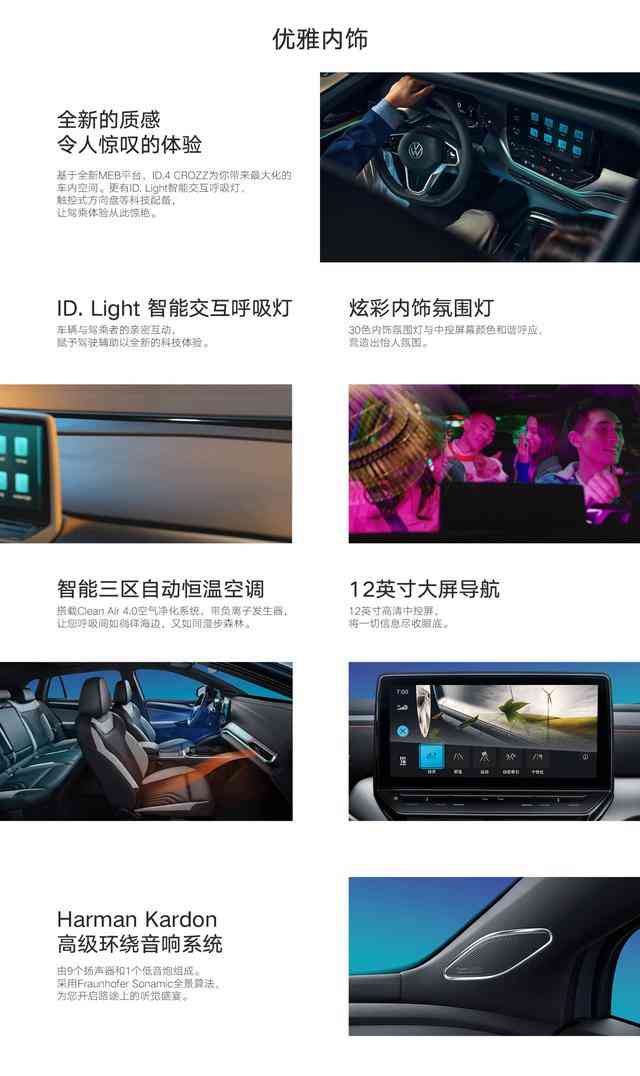 优雅内饰
全新的质感
令人惊叹的体验
基于全新MEB平台，ID.4 CROZZ为你带来最大化的
车内空间。更有ID. Light智能交互呼吸灯、
触控式方向盘等科技配备，
让驾乘体验从此惊艳。
ID. Light 智能交互呼吸灯
车辆与驾乘者的亲密互动，
赋予驾驶辅助以全新的科技体验。
炫彩内饰氛围灯
30色内饰氛围灯与中控屏幕颜色和谐呼应，
营造出怡人氛围。
智能三区自动恒温空调
搭载Clean Air 4.0空气净化系统，带负离子发生器，
让您呼吸间如徜徉海边，又如同漫步森林。
12英寸大屏导航
12英寸高清中控屏，
将一切信息尽收眼底。
7:00
Harman Kardon
高级环绕音响系统
由9个扬声器和1个低音炮组成。
采用Fraunhofer Sonamic全景算法，
为您开启路途上的听觉盛宴。